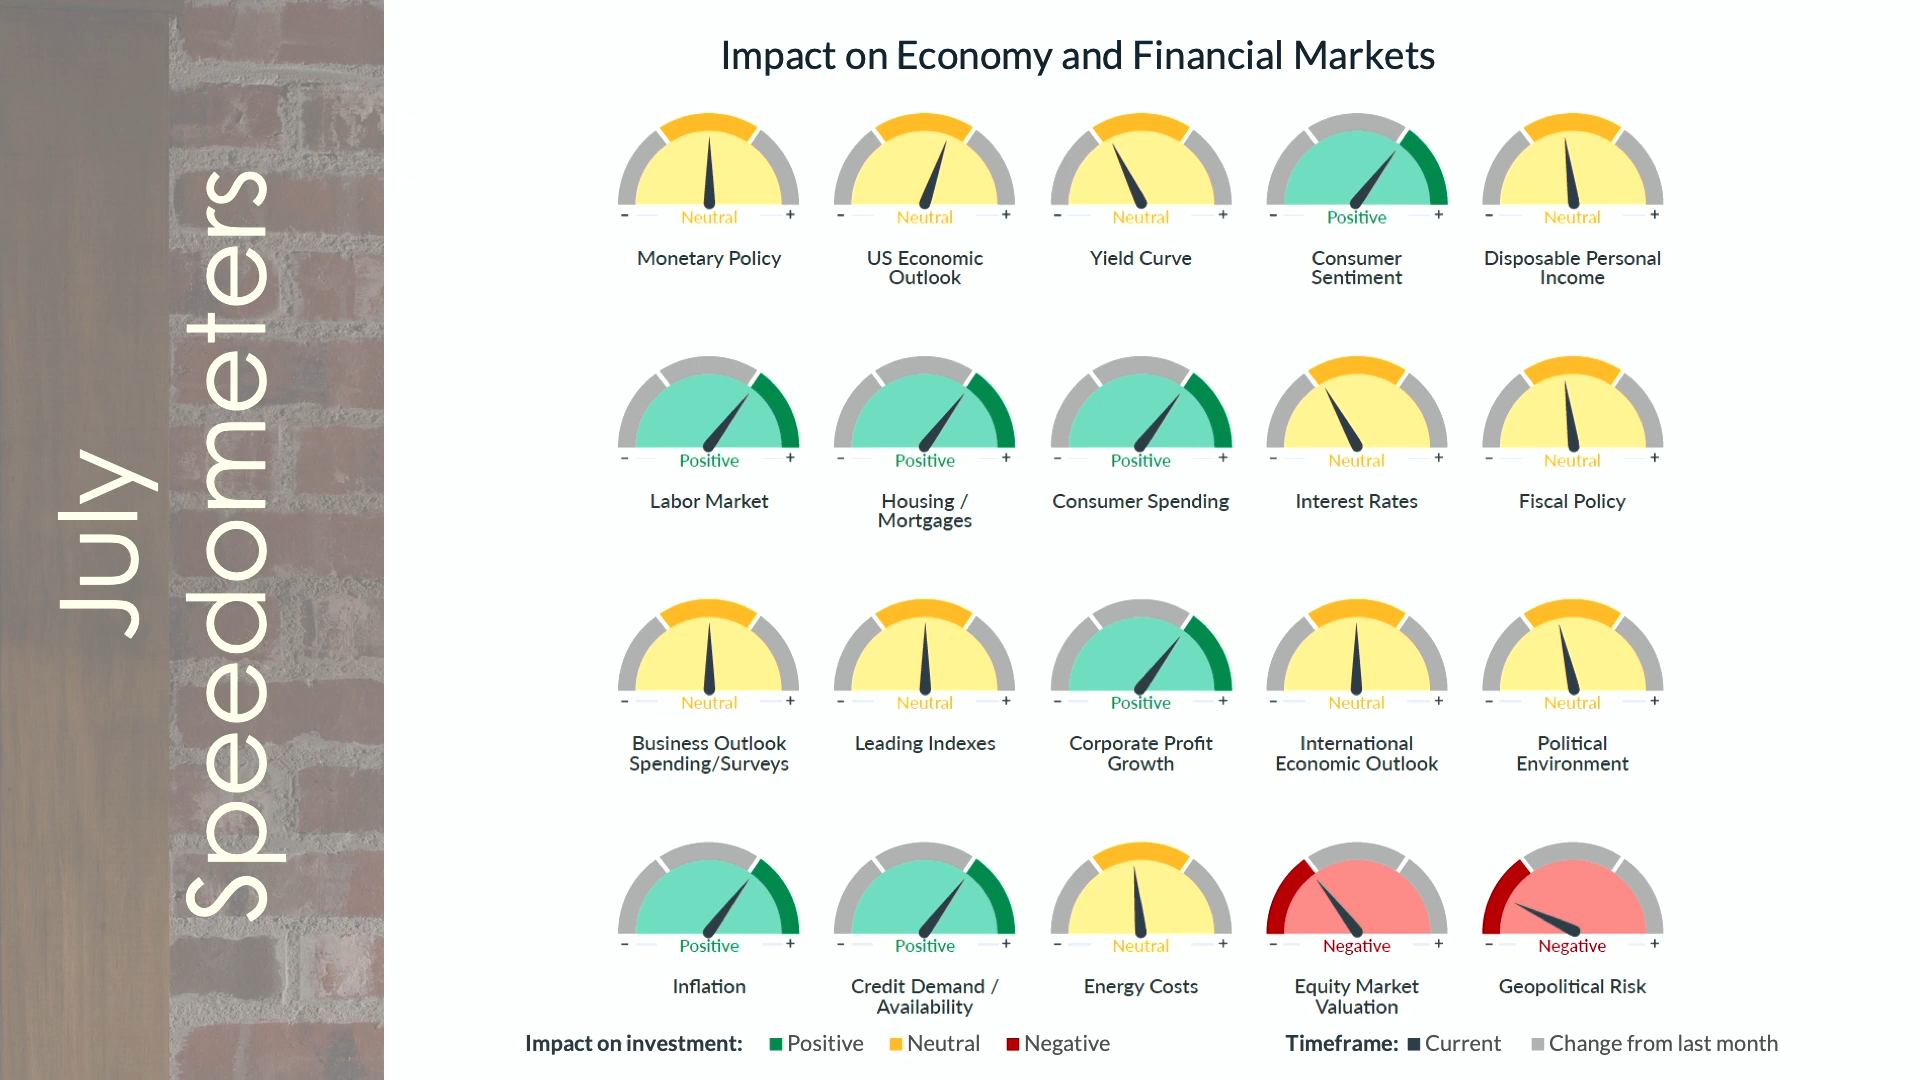 July
Speedometers
Impact on Economy and Financial Markets
- Neutral +
Monetary Policy
- Neutral +
US Economic
Outlook
- Neutral +
Yield Curve
- Positive +
Consumer
Sentiment
- Neutral +
Disposable Personal
Income
- Positive +
Labor Market
- Positive +
Housing /
Mortgages
- Positive +
Consumer Spending
- Neutral +
Interest Rates
- Neutral +
Fiscal Policy
- Neutral +
Business Outlook
Spending/Surveys
- Neutral +
Leading Indexes
- Positive +
Corporate Profit
Growth
- Neutral +
International
Economic Outlook
- Neutral +
Political
Environment
- Positive +
Inflation
- Positive +
Credit Demand /
Availability
- Neutral +
Energy Costs
- Negative +
Equity Market
Valuation
- Negative +
Geopolitical Risk
Impact on investment: Positive Neutral Negative
Timeframe: Current Change from last month